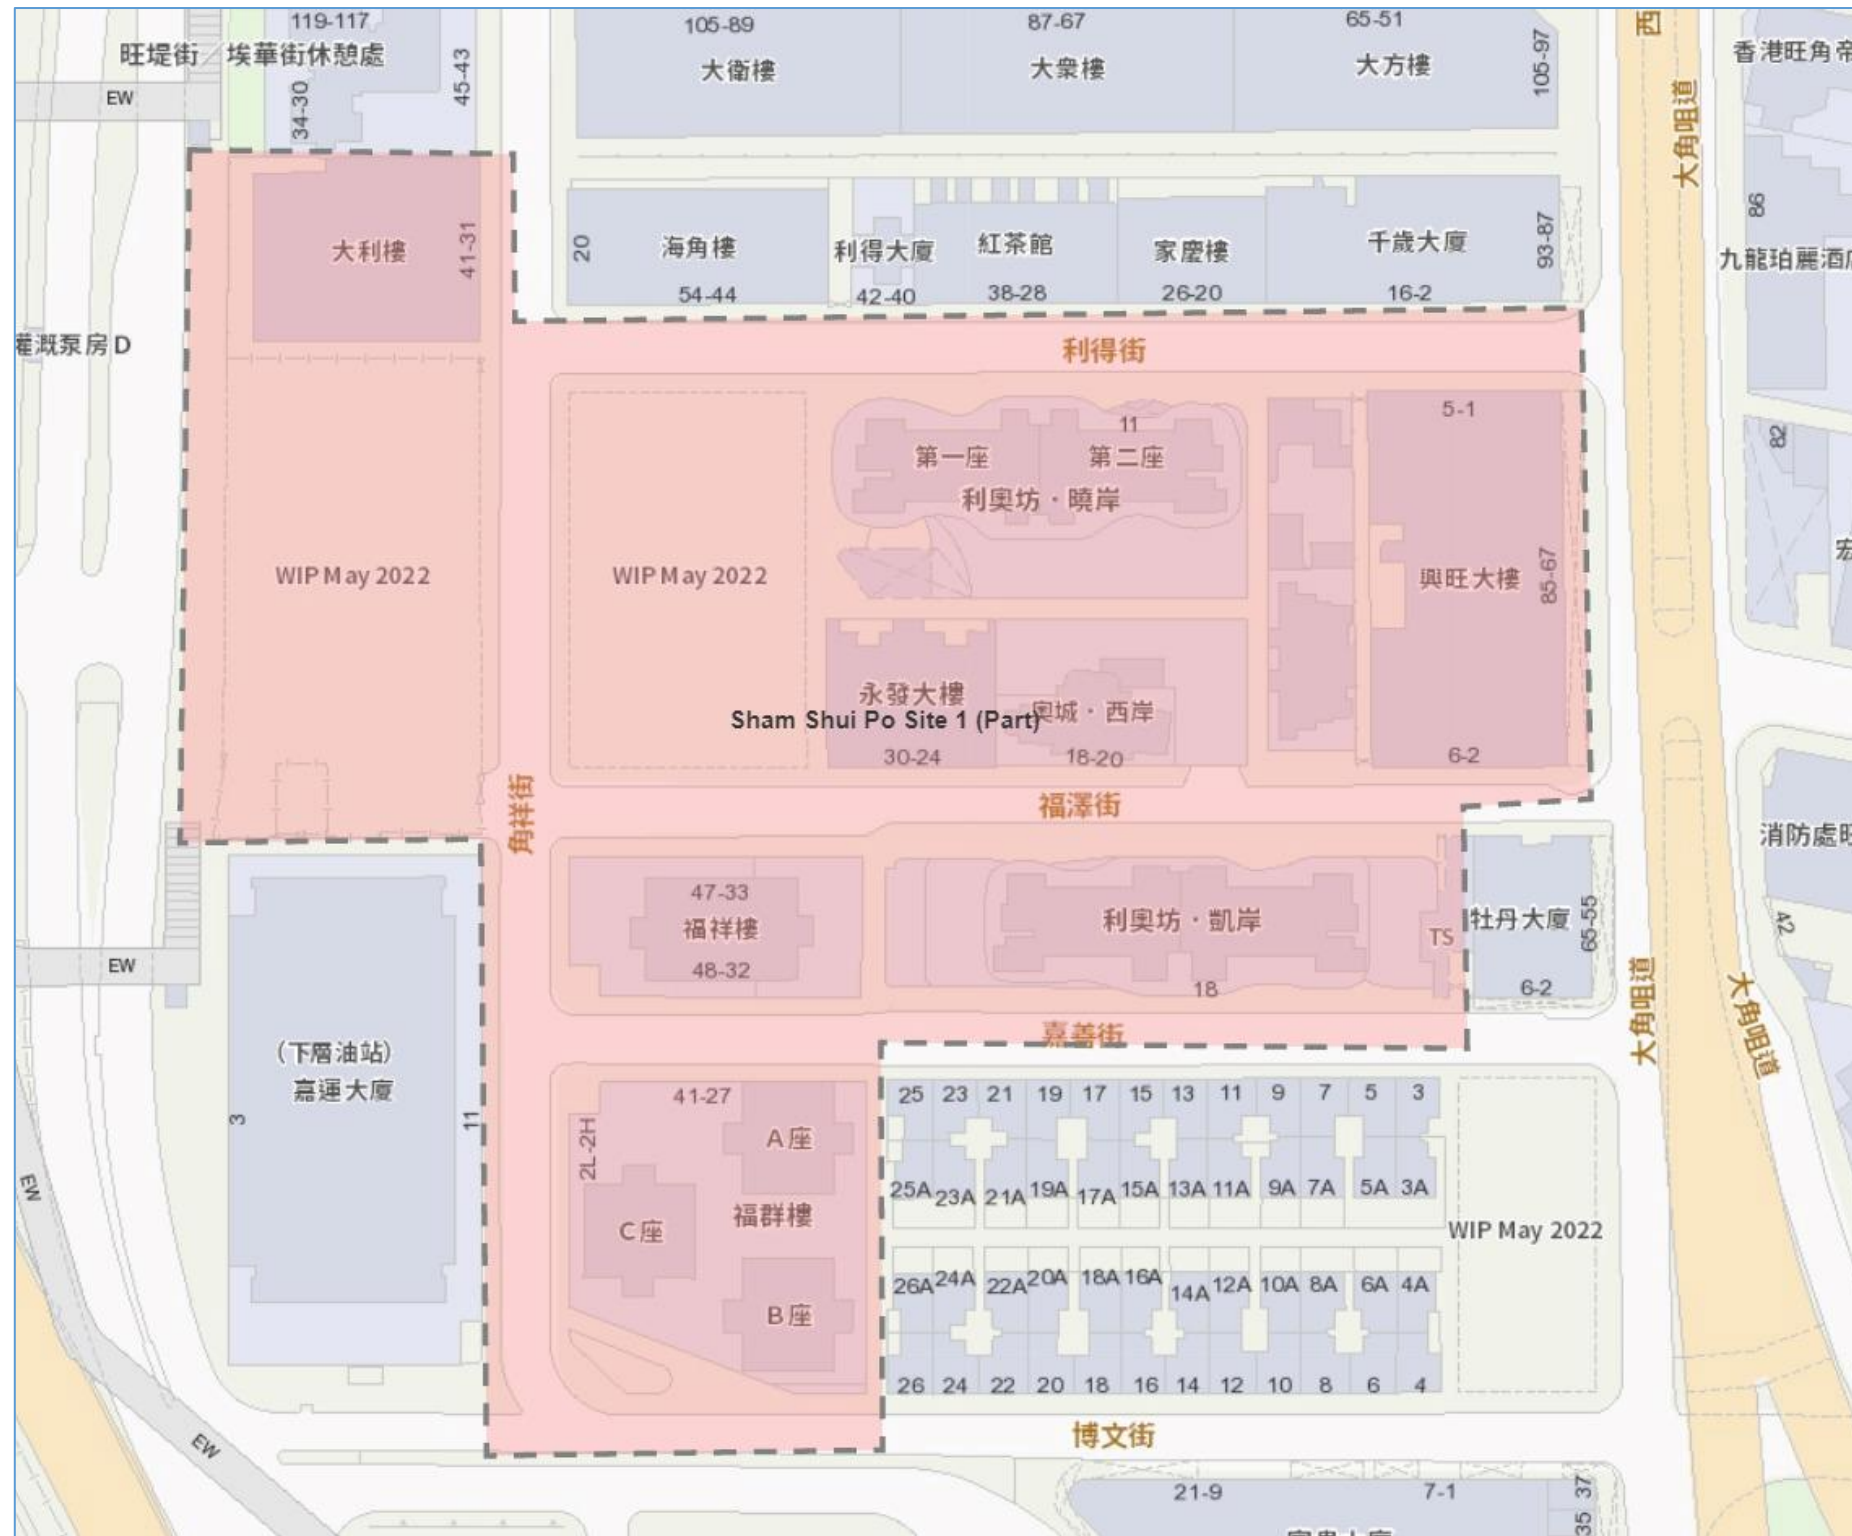 119-117
105-89
87-67
65-51
西
旺堤街／埃華街休憩處
45-43
大衛樓
大衆樓
大方樓
105-97
香港旺角帝
EW
34-30
大角咀道
86
大利樓
41-31
20
海角樓
利得大廈
紅茶館
家慶樓
千歲大廈
93-87
九龍珀麗酒店
54-44
42-40
38-28
26-20
16-2
灌溉泵房D
利得街
5-1
11
82
第一座
第二座
利奧坊．曉岸
WIP May 2022
WIP May 2022
興旺大樓
85-67
宏
永發大樓
奧城．西岸
Sham Shui Po Site 1 (Part)
30-24
18-20
6-2
角祥街
福澤街
消防處旺
47-33
福祥樓
48-32
利奧坊．凱岸
TS
牡丹大廈
65-55
42
EW
18
6-2
大角咀道
大角咀道
嘉善街
(下層油站)
嘉運大廈
3
11
41-27
2L-2H
A座
25 23 21 19 17 15 13 11 9 7 5 3
EW
25A 23A 21A 19A 17A 15A 13A 11A 9A 7A 5A 3A
福群樓
C座
WIP May 2022
26A 24A 22A 20A 18A 16A 14A 12A 10A 8A 6A 4A
B座
26 24 22 20 18 16 14 12 10 8 6 4
EW
博文街
21-9
7-1
37
35